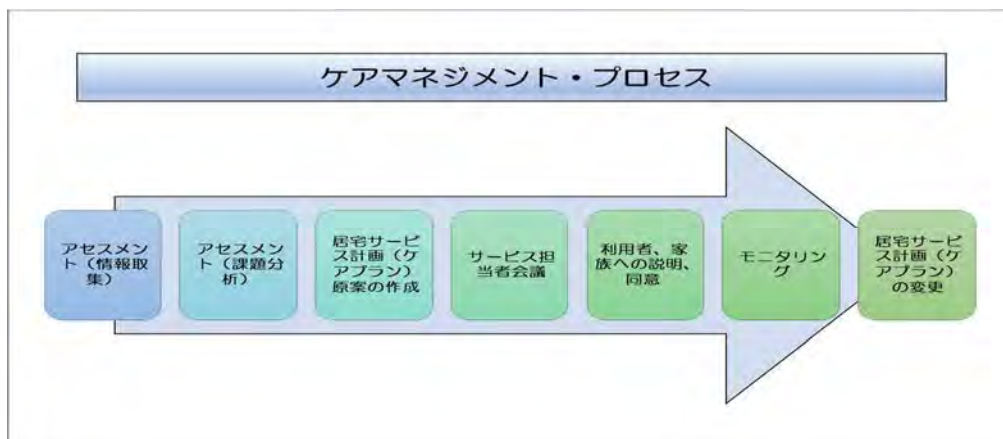 ケアマネジメント・プロセス
アセスメン
ト（情報収
集）
アセスメン
ト（課題分
析）
居宅サービ
ス計画（ケ
アプラン）
原案の作成
サービス担
当者会議
利用者、家
族への説明、
同意
モニタリン
グ
居宅サービ
ス計画（ケ
アプラン）
の変更